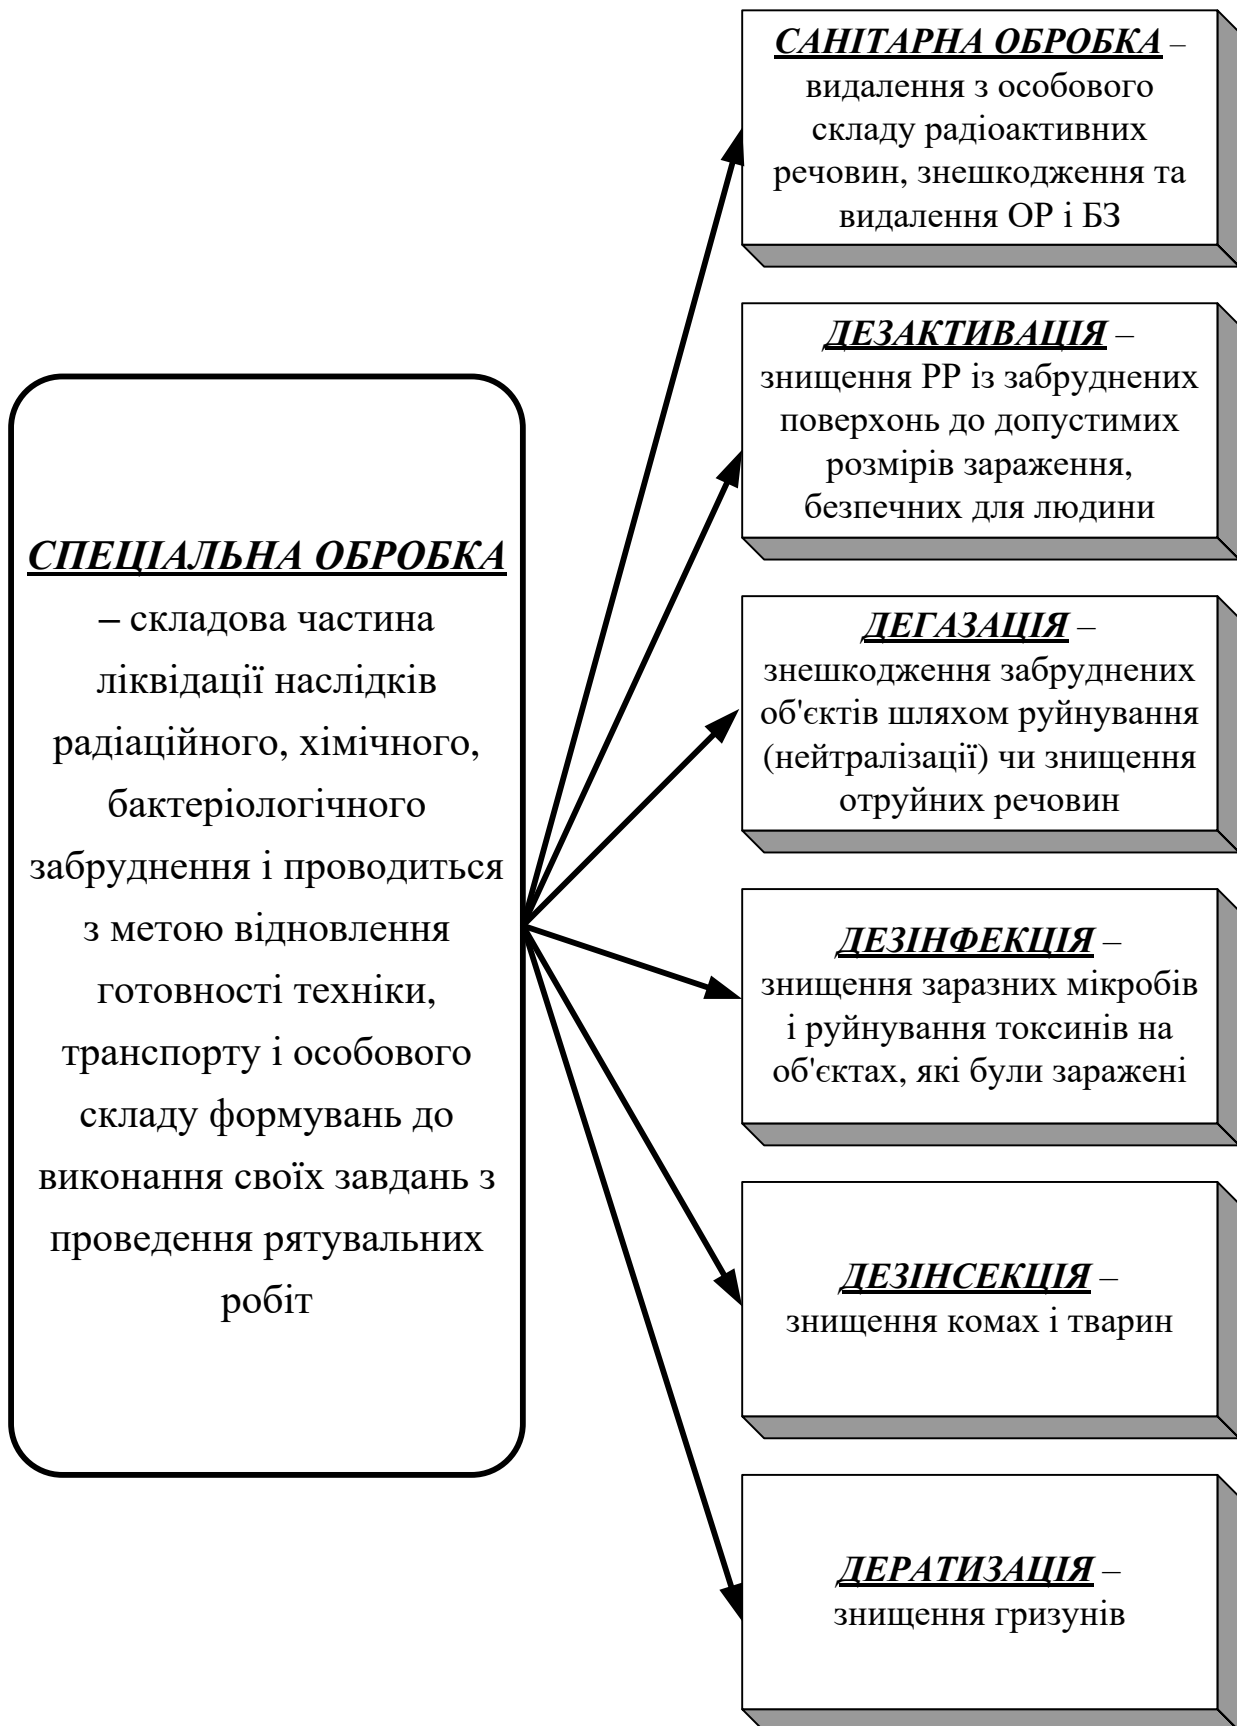 СПЕЦІАЛЬНА ОБРОБКА
– складова частина
ліквідації наслідків
радіаційного, хімічного,
бактеріологічного
забруднення і проводиться
з метою відновлення
готовності техніки,
транспорту і особового
складу формувань до
виконання своїх завдань з
проведення рятувальних
робіт
САНІТАРНА ОБРОБКА –
видалення з особового
складу радіоактивних
речовин, знешкодження та
видалення ОР і БЗ
ДЕЗАКТИВАЦІЯ –
знищення РР із забруднених
поверхонь до допустимих
розмірів зараження,
безпечних для людини
ДЕГАЗАЦІЯ –
знешкодження забруднених
об'єктів шляхом руйнування
(нейтралізації) чи знищення
отруйних речовин
ДЕЗІНФЕКЦІЯ –
знищення заразних мікробів
і руйнування токсинів на
об'єктах, які були заражені
ДЕЗІНСЕКЦІЯ –
знищення комах і тварин
ДЕРАТИЗАЦІЯ –
знищення гризунів